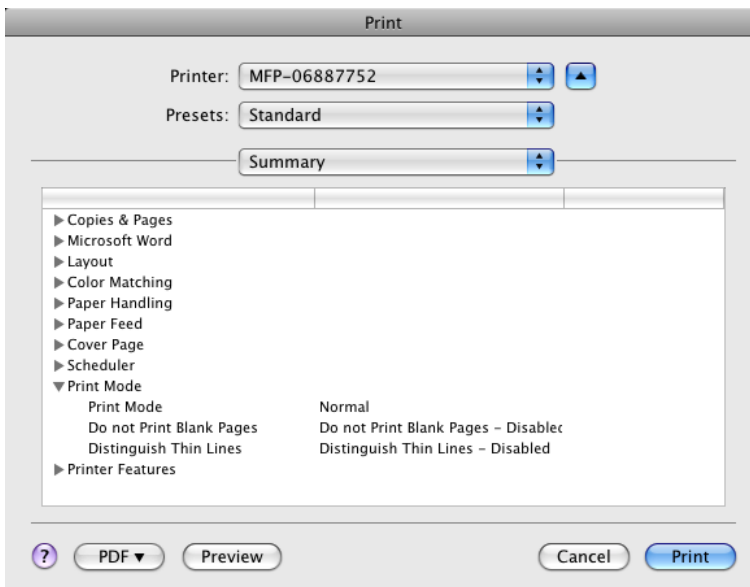 Print
Printer: MFP-06887752
Presets: Standard
Summary
Copies & Pages
Microsoft Word
Layout
Color Matching
Paper Handling
Paper Feed
Cover Page
Scheduler
Print Mode
Print Mode Normal
Do not Print Blank Pages Do not Print Blank Pages – Disablec
Distinguish Thin Lines Distinguish Thin Lines – Disabled
Printer Features
? PDF▼ Preview Cancel Print